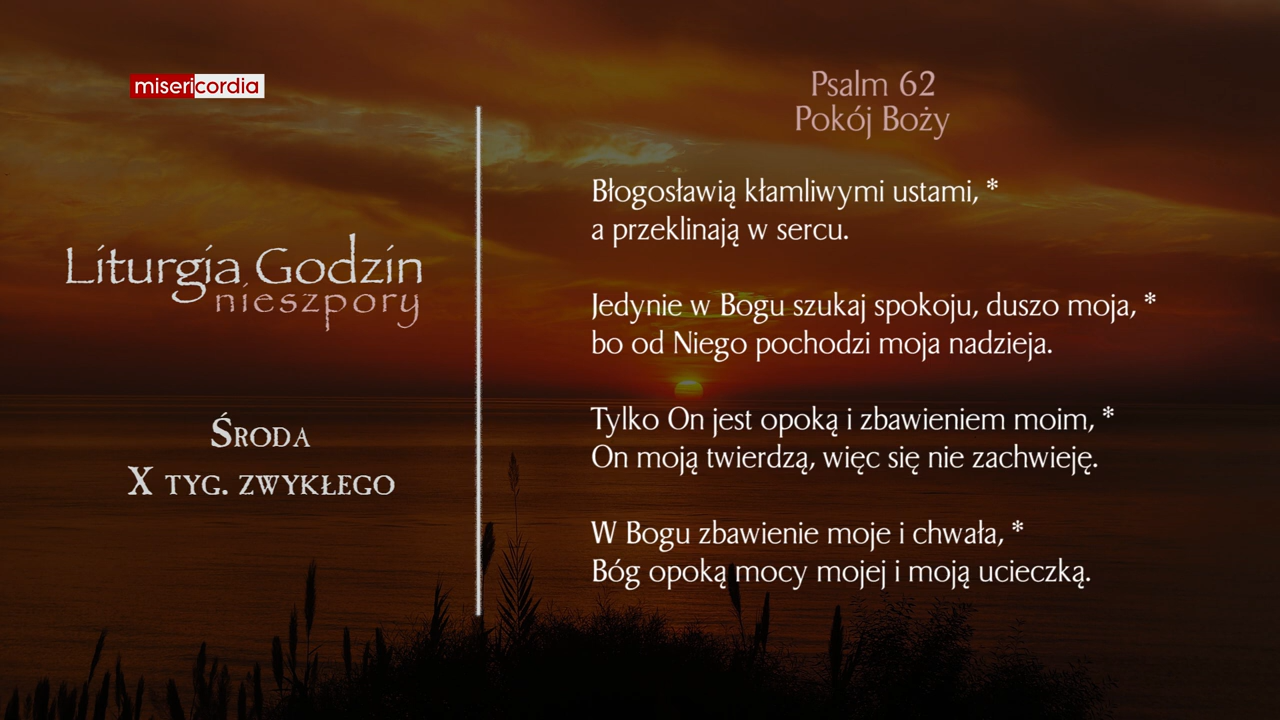 misericordia
Liturgia Godzin
nieszpory
Środa
X tyg. zwykłego
Psalm 62
Pokój Boży
Błogosławią kłamliwymi ustami, *
a przeklinają w sercu.
Jedynie w Bogu szukaj spokoju, duszo moja, *
bo od Niego pochodzi moja nadzieja.
Tylko On jest opoką i zbawieniem moim, *
On moją twierdzą, więc się nie zachwieję.
W Bogu zbawienie moje i chwała, *
Bóg opoką mocy mojej i moją ucieczką.